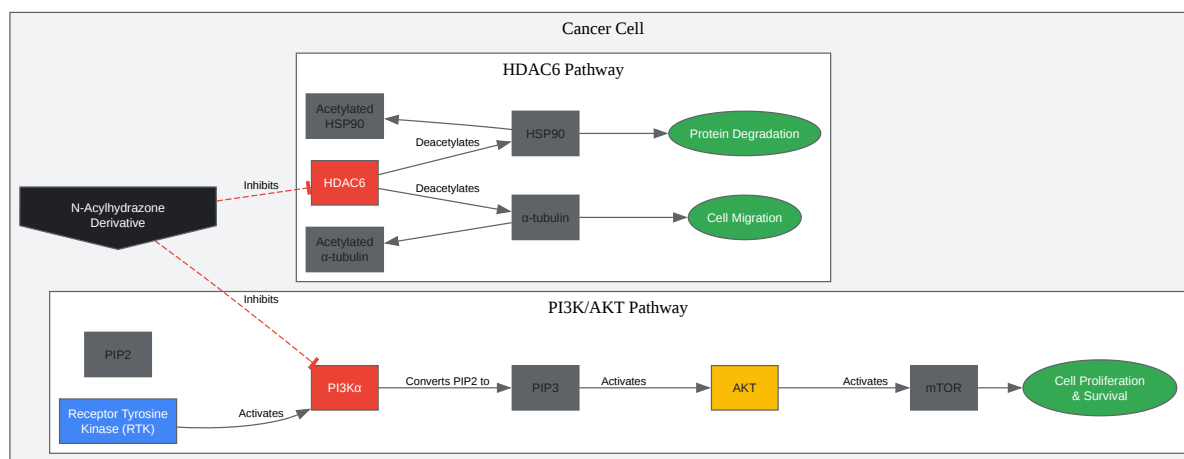 Cancer Cell
HDAC6 Pathway
Acetylated
HSP90
HSP90
Protein Degradation
Deacetylates
Inhibits
HDAC6
Deacetylates
N-Acylhydrazone
Derivative
α-tubulin
Cell Migration
Acetylated
α-tubulin
Inhibits
PI3K/AKT Pathway
PIP2
PI3Kα
Converts PIP2 to
PIP3
Activates
AKT
Activates
mTOR
Cell Proliferation
& Survival
Receptor Tyrosine
Kinase (RTK)
Activates